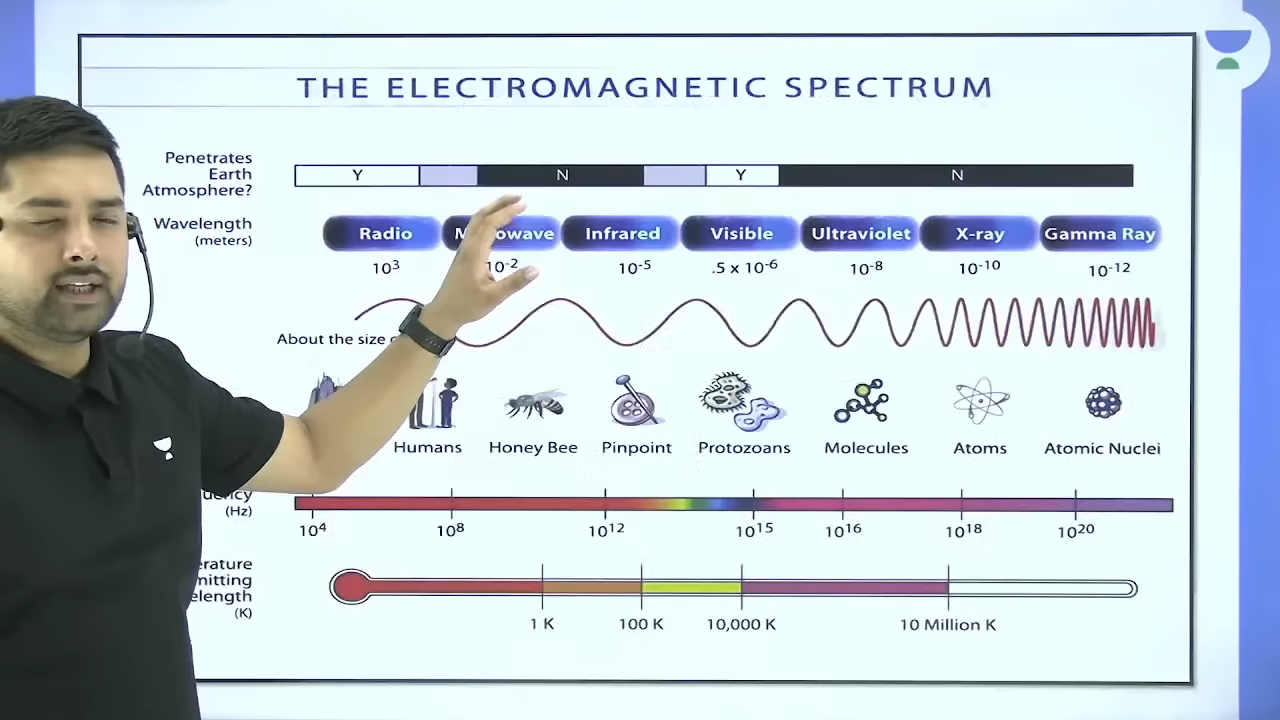 THE ELECTROMAGNETIC SPECTRUM
Penetrates
Earth
Atmosphere?
Y N Y N
Wavelength
(meters)
Radio Infrared Visible Ultraviolet X-ray Gamma Ray
10³ 10⁻² 10⁻⁵ .5 x 10⁻⁶ 10⁻⁸ 10⁻¹⁰ 10⁻¹²
About the size
Humans Honey Bee Pinpoint Protozoans Molecules Atoms Atomic Nuclei
(Hz)
10⁴ 10⁸ 10¹² 10¹⁵ 10¹⁶ 10¹⁸ 10²⁰
(K)
1 K 100 K 10,000 K 10 Million K